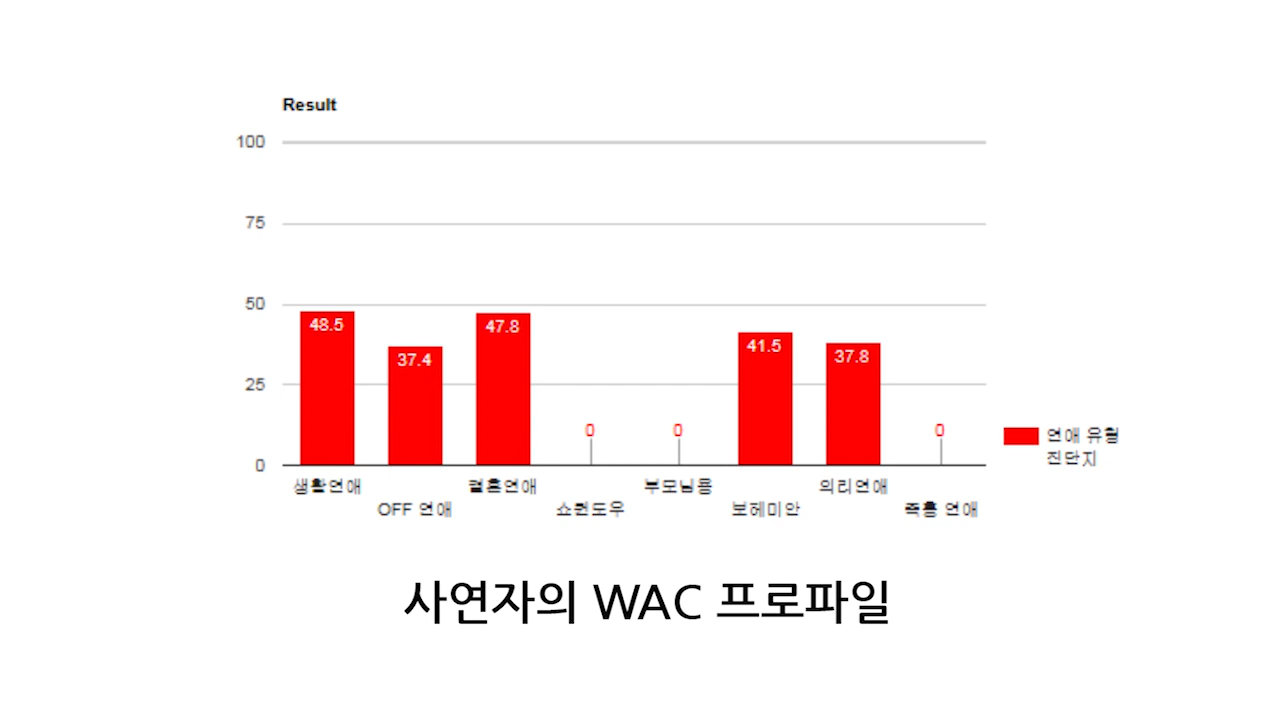 Result
100
75
50
25
0
48.5
37.4
47.8
0
0
41.5
37.8
0
생활연애
OFF 연애
결혼연애
쇼윈도우
부모님용
보헤미안
의리연애
즉흥 연애
연애 유형
진단지
사연자의 WAC 프로파일